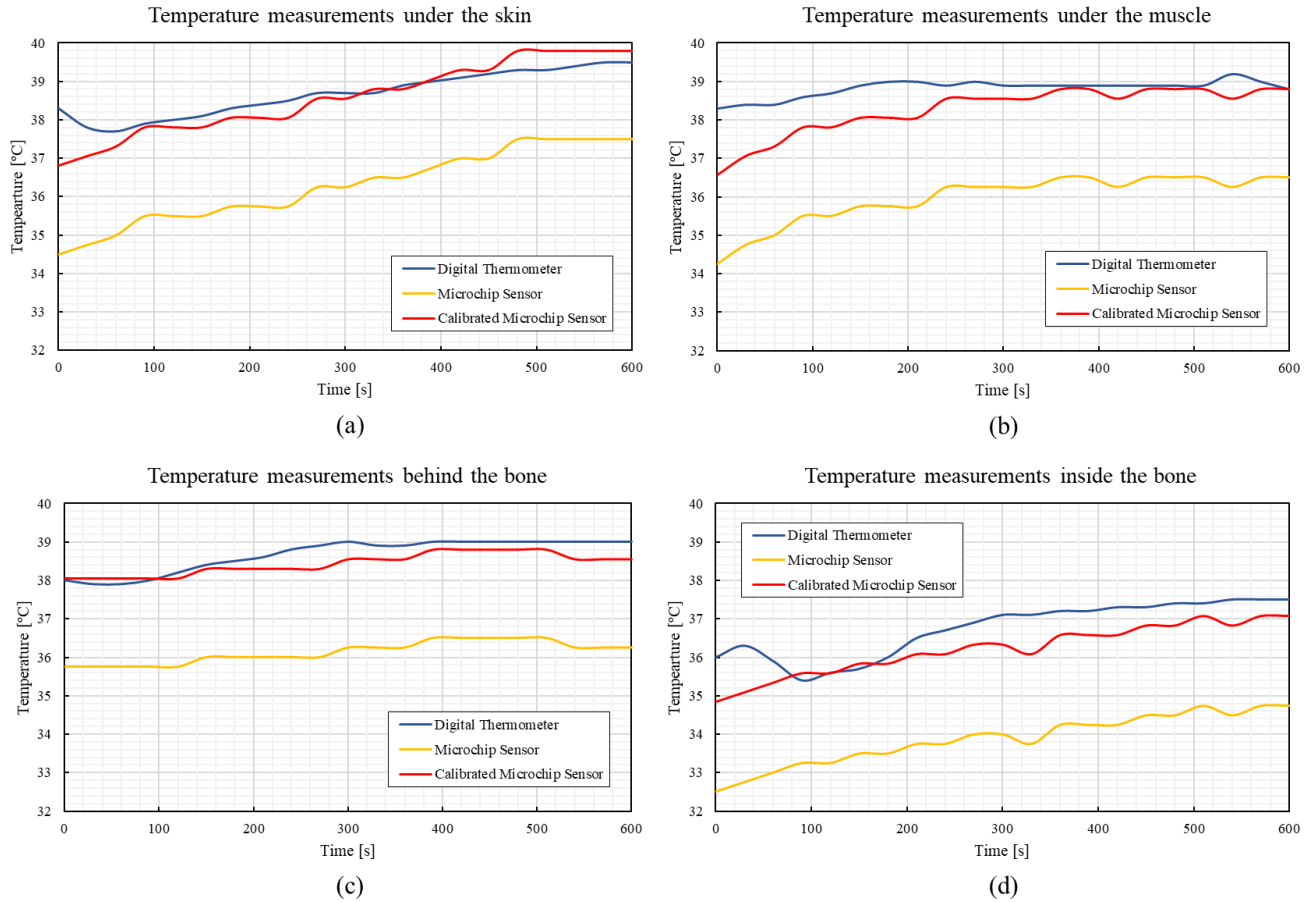 Temperature measurements under the skin
40
39
38
37
36
35
34
33
32
Tempearture [°C]
Digital Thermometer
Microchip Sensor
Calibrated Microchip Sensor
0 100 200 300 400 500 600
Time [s]
(a)
Temperature measurements under the muscle
40
39
38
37
36
35
34
33
32
Temperature [°C]
Digital Thermometer
Microchip Sensor
Calibrated Microchip Sensor
0 100 200 300 400 500 600
Time [s]
(b)
Temperature measurements behind the bone
40
39
38
37
36
35
34
33
32
Temperature [°C]
Digital Thermometer
Microchip Sensor
Calibrated Microchip Sensor
0 100 200 300 400 500 600
Time [s]
(c)
Temperature measurements inside the bone
40
39
38
37
36
35
34
33
32
Tempearture [°C]
Digital Thermometer
Microchip Sensor
Calibrated Microchip Sensor
0 100 200 300 400 500 600
Time [s]
(d)